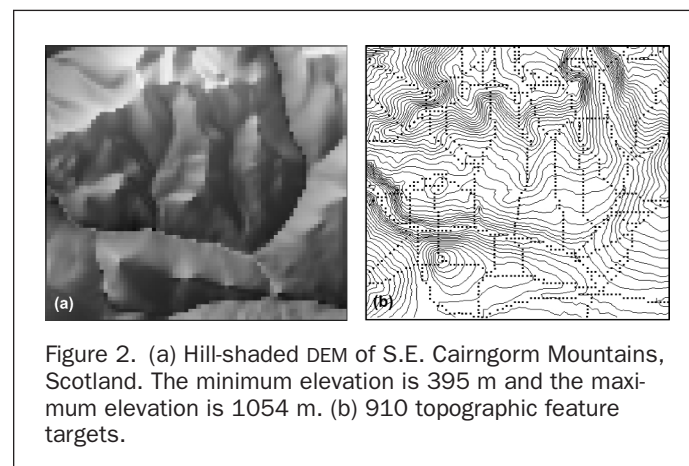 (a)
(b)
Figure 2. (a) Hill-shaded DEM of S.E. Cairngorm Mountains,
Scotland. The minimum elevation is 395 m and the maxi-
mum elevation is 1054 m. (b) 910 topographic feature
targets.